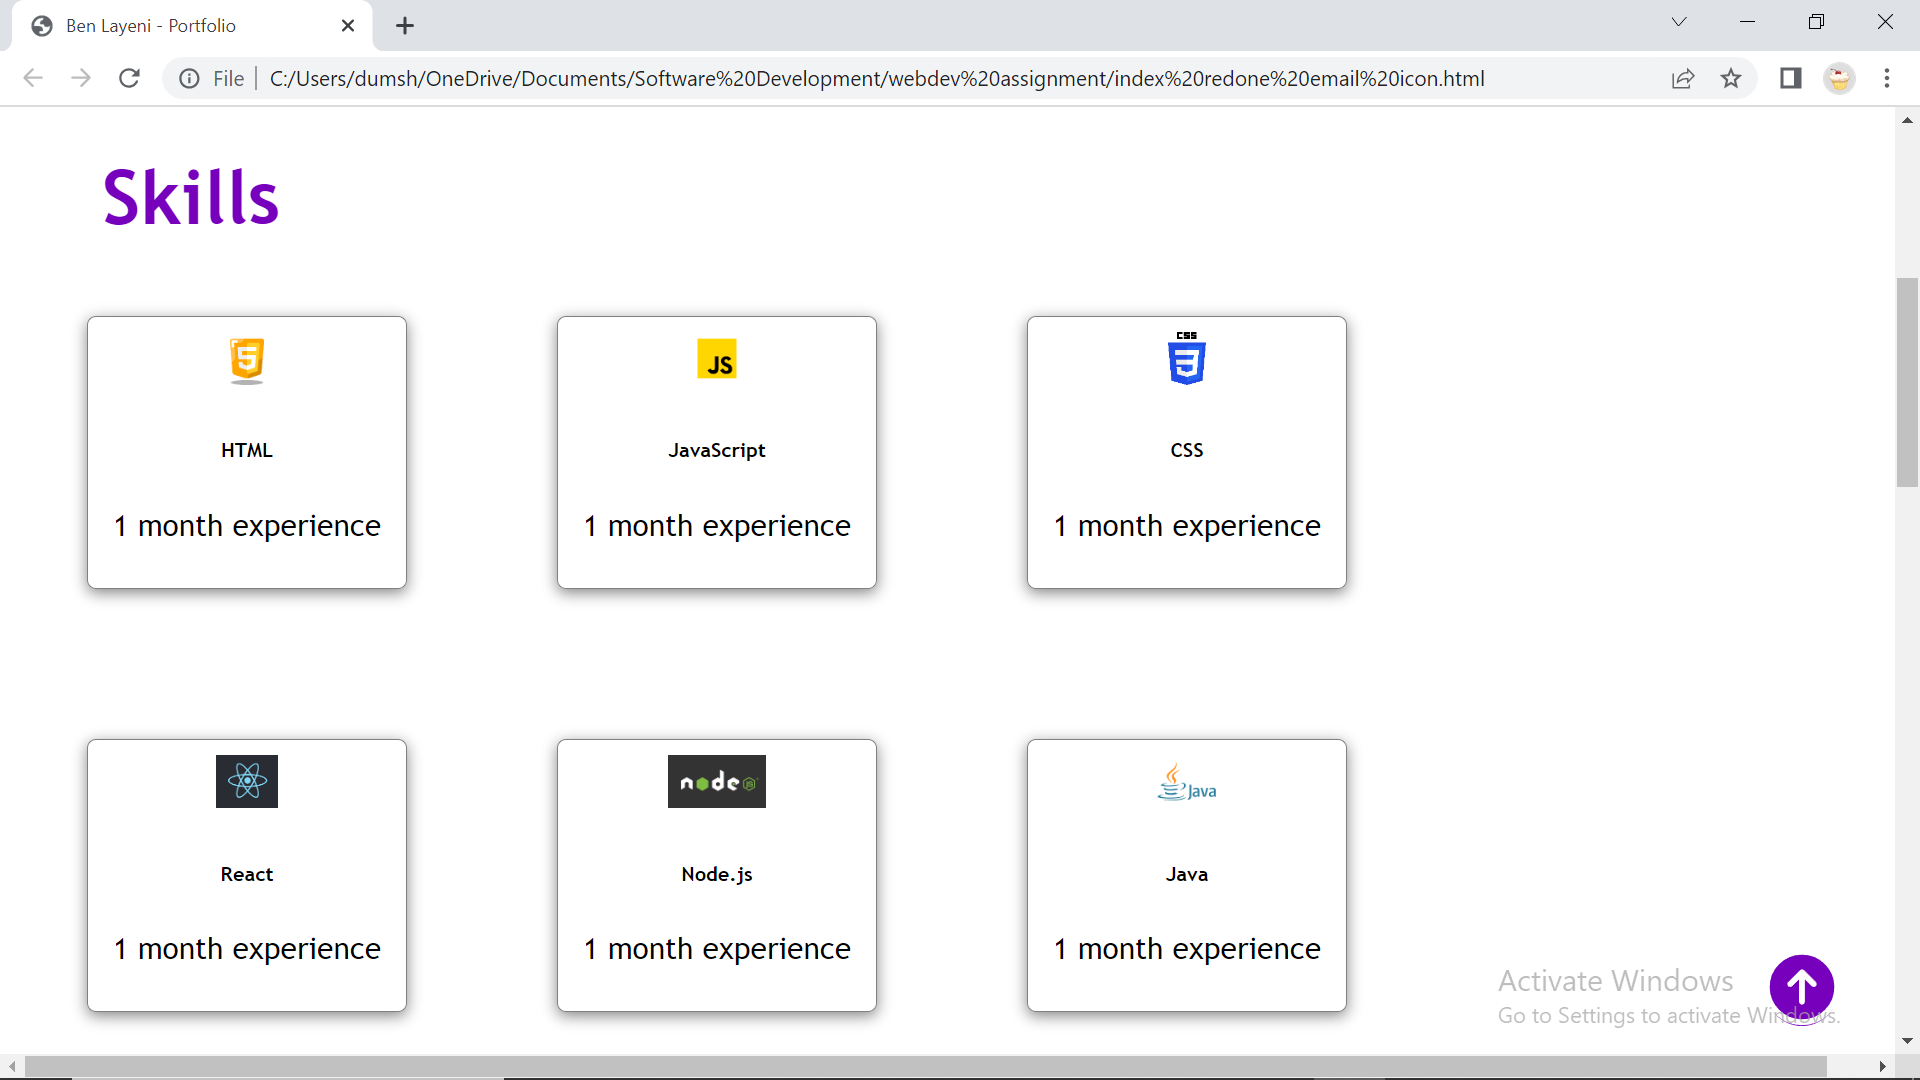 Ben Layeni - Portfolio
File C:/Users/dumsh/OneDrive/Documents/Software%20Development/webdev%20assignment/index%20redone%20email%20icon.html
Skills
5
JS
CSS
3
HTML
JavaScript
CSS
1 month experience
1 month experience
1 month experience
node JS
Java
React
Node.js
Java
1 month experience
1 month experience
1 month experience
Activate Windows
Go to Settings to activate Windows.